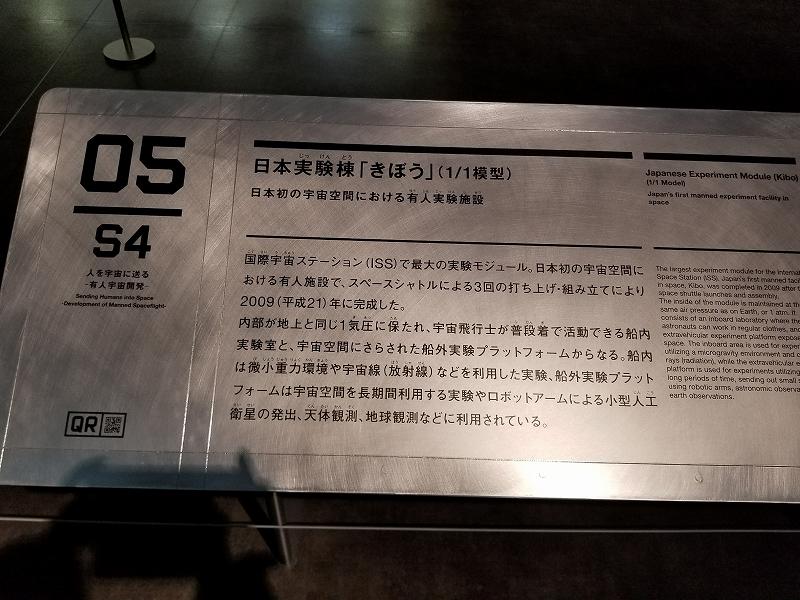 05
S4
人を宇宙に送る
-有人宇宙開発-
Sending Humans into Space
-Development of Manned Spaceflight-
QR
日本実験棟「きぼう」(1/1模型)
日本初の宇宙空間における有人実験施設
国際宇宙ステーション(ISS)で最大の実験モジュール。日本初の宇宙空間に
おける有人施設で、スペースシャトルによる3回の打ち上げ・組み立てにより
2009(平成21)年に完成した。
内部が地上と同じ1気圧に保たれ、宇宙飛行士が普段着で活動できる船内
実験室と、宇宙空間にさらされた船外実験プラットフォームからなる。船内
は微小重力環境や宇宙線(放射線)などを利用した実験、船外実験プラット
フォームは宇宙空間を長期間利用する実験やロボットアームによる小型人工
衛星の発出、天体観測、地球観測などに利用されている。
Japanese Experiment Module (Kibo)
(1/1 Model)
Japan's first manned experiment facility in
space
The largest experiment module for the
Space Station (ISS). Japan's first manned
in space, Kibo, was completed in 2009 after
space shuttle launches and assembly.
The inside of the module is maintained at the
same air pressure as on Earth, or 1 atm. It
consists of an inboard laboratory where the
astronauts can work in regular clothes, and
extravehicular experiment platform
space. The inboard area is used for
utilizing a microgravity environment and
rays (radiation), while the extravehicular
platform is used for experiments utilizing
long periods of time, sending out small
using robotic arms, astronomic
earth observations.